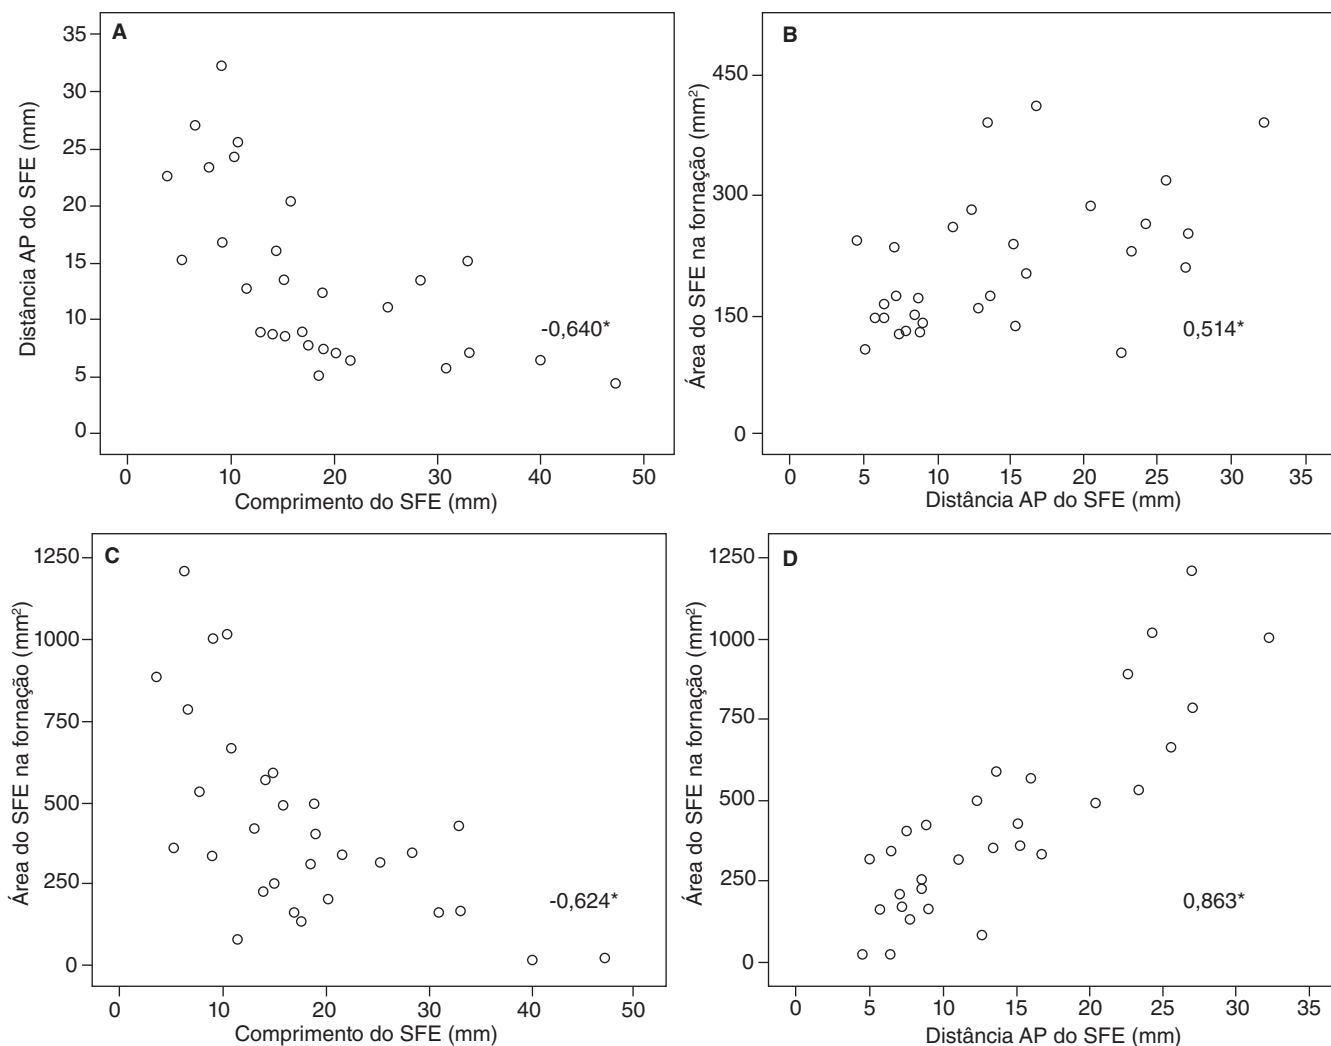 A
35
30
25
20
15
10
5
0
Distância AP do SFE (mm)
-0,640*
0 10 20 30 40 50
Comprimento do SFE (mm)
B
450
300
150
0
Área do SFE na fornação (mm²)
0,514*
0 5 10 15 20 25 30 35
Distância AP do SFE (mm)
C
1250
1000
750
500
250
0
Área do SFE na fornação (mm²)
-0,624*
0 10 20 30 40 50
Comprimento do SFE (mm)
D
1250
1000
750
500
250
0
Área do SFE na fornação (mm²)
0,863*
0 5 10 15 20 25 30 35
Distância AP do SFE (mm)